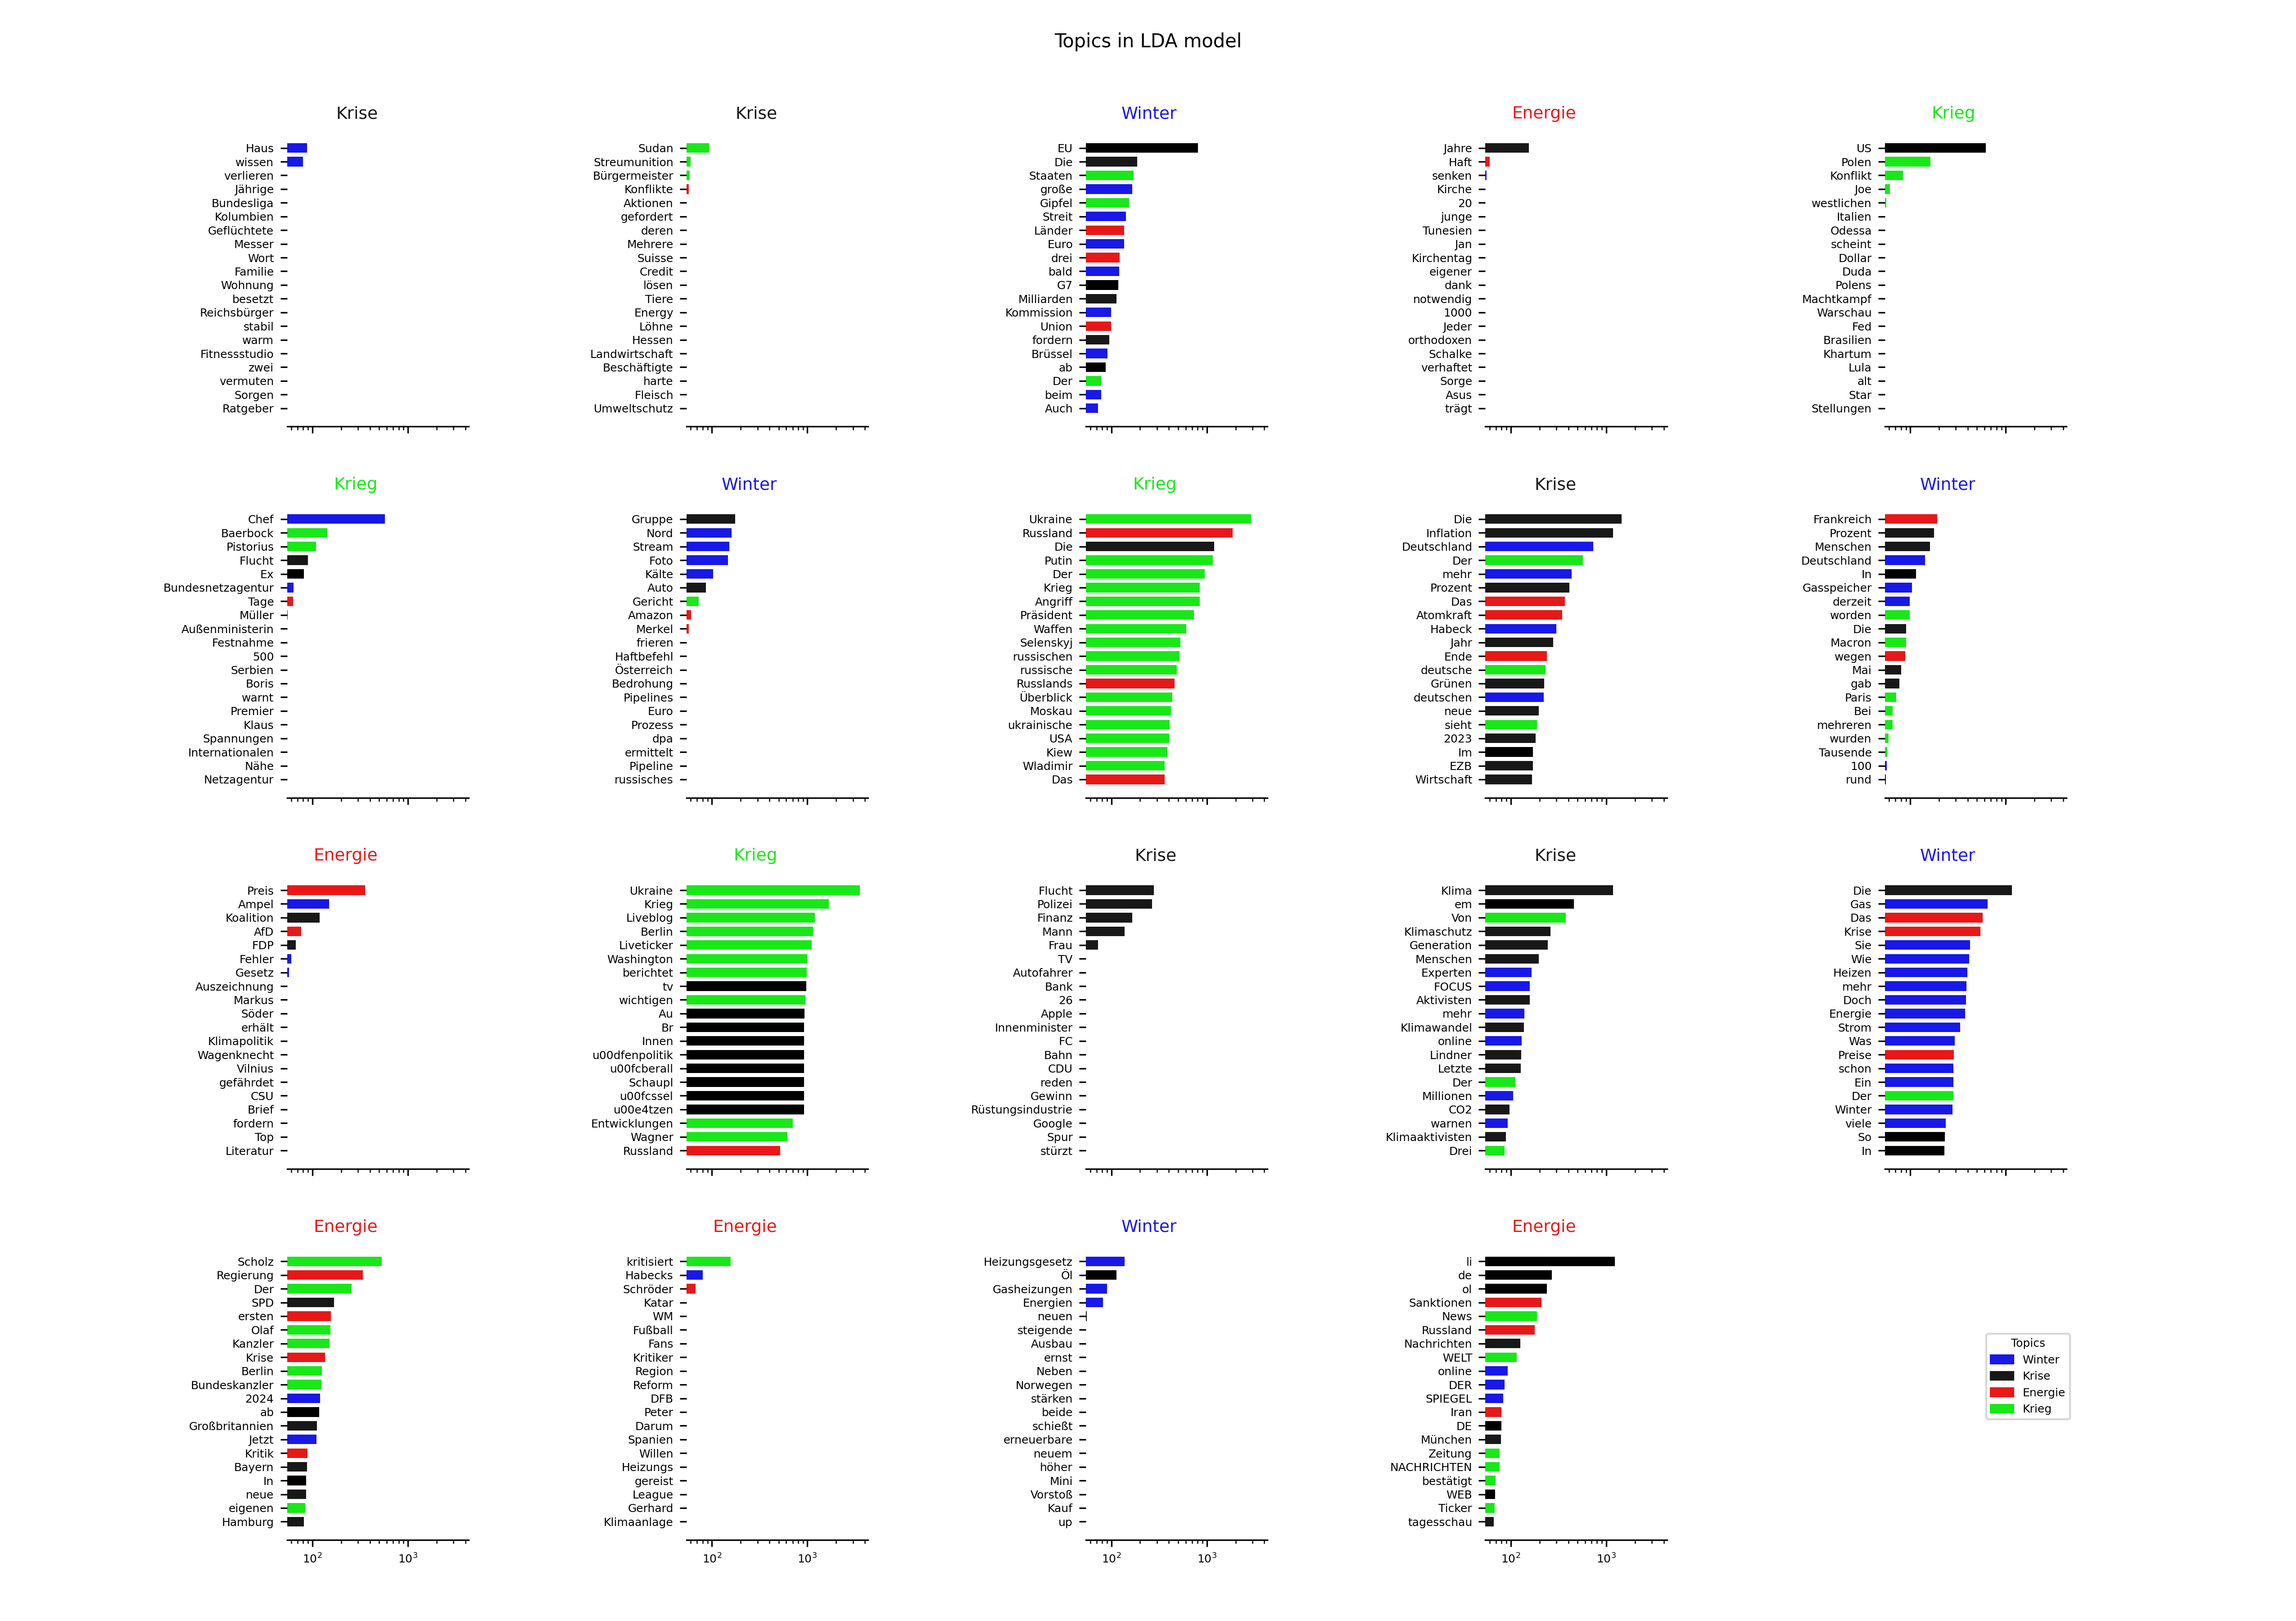 Topics in LDA model
Krise
Haus
wissen
verlieren
Jährige
Bundesliga
Kolumbien
Geflüchtete
Messer
Wort
Familie
Wohnung
besetzt
Reichsbürger
stabil
warm
Fitnessstudio
zwei
vermuten
Sorgen
Ratgeber
Krise
Sudan
Streumunition
Bürgermeister
Konflikte
Aktionen
gefordert
deren
Mehrere
Suisse
Credit
lösen
Tiere
Energy
Löhne
Hessen
Landwirtschaft
Beschäftigte
harte
Fleisch
Umweltschutz
Winter
EU
Die
Staaten
große
Gipfel
Streit
Länder
Euro
drei
bald
G7
Milliarden
Kommission
Union
fordern
Brüssel
ab
Der
beim
Auch
Energie
Jahre
Haft
senken
Kirche
20
junge
Tunesien
Jan
Kirchentag
eigener
dank
notwendig
1000
Jeder
orthodoxen
Schalke
verhaftet
Sorge
Asus
trägt
Krieg
US
Polen
Konflikt
Joe
westlichen
Italien
Odessa
scheint
Dollar
Duda
Polens
Machtkampf
Warschau
Fed
Brasilien
Khartum
Lula
alt
Star
Stellungen
Krieg
Chef
Baerbock
Pistorius
Flucht
Ex
Bundesnetzagentur
Tage
Müller
Außenministerin
Festnahme
500
Serbien
Boris
warnt
Premier
Klaus
Spannungen
Internationalen
Nähe
Netzagentur
Winter
Gruppe
Nord
Stream
Foto
Kälte
Auto
Gericht
Amazon
Merkel
frieren
Haftbefehl
Österreich
Bedrohung
Pipelines
Euro
Prozess
dpa
ermittelt
Pipeline
russisches
Krieg
Ukraine
Russland
Die
Putin
Der
Krieg
Angriff
Präsident
Waffen
Selenskyj
russischen
russische
Russlands
Überblick
Moskau
ukrainische
USA
Kiew
Wladimir
Das
Krise
Die
Inflation
Deutschland
Der
mehr
Prozent
Das
Atomkraft
Habeck
Jahr
Ende
deutsche
Grünen
deutschen
neue
sieht
2023
Im
EZB
Wirtschaft
Winter
Frankreich
Prozent
Menschen
Deutschland
In
Gasspeicher
derzeit
worden
Die
Macron
wegen
Mai
gab
Paris
Bei
mehreren
wurden
Tausende
100
rund
Energie
Preis
Ampel
Koalition
AfD
FDP
Fehler
Gesetz
Auszeichnung
Markus
Söder
erhält
Klimapolitik
Wagenknecht
Vilnius
gefährdet
CSU
Brief
fordern
Top
Literatur
Krieg
Ukraine
Krieg
Liveblog
Berlin
Liveticker
Washington
berichtet
tv
wichtigen
Au
Br
Innen
u00dfenpolitik
u00fcberall
Schaupl
u00fcssel
u00e4tzen
Entwicklungen
Wagner
Russland
Krise
Flucht
Polizei
Finanz
Mann
Frau
TV
Autofahrer
Bank
26
Apple
Innenminister
FC
Bahn
CDU
reden
Gewinn
Rüstungsindustrie
Google
Spur
stürzt
Krise
Klima
em
Von
Klimaschutz
Generation
Menschen
Experten
FOCUS
Aktivisten
mehr
Klimawandel
online
Lindner
Letzte
Der
Millionen
CO2
warnen
Klimaaktivisten
Drei
Winter
Die
Gas
Das
Krise
Sie
Wie
Heizen
mehr
Doch
Energie
Strom
Was
Preise
schon
Ein
Der
Winter
viele
So
In
Energie
Scholz
Regierung
Der
SPD
ersten
Olaf
Kanzler
Krise
Berlin
Bundeskanzler
2024
ab
Großbritannien
Jetzt
Kritik
Bayern
In
neue
eigenen
Hamburg
10²
10³
Energie
kritisiert
Habecks
Schröder
Katar
WM
Fußball
Fans
Kritiker
Region
Reform
DFB
Peter
Darum
Spanien
Willen
Heizungs
gereist
League
Gerhard
Klimaanlage
10²
10³
Winter
Heizungsgesetz
Öl
Gasheizungen
Energien
neuen
steigende
Ausbau
ernst
Neben
Norwegen
stärken
beide
schießt
erneuerbare
neuem
höher
Mini
Vorstoß
Kauf
up
10²
10³
Energie
li
de
ol
Sanktionen
News
Russland
Nachrichten
WELT
online
DER
SPIEGEL
Iran
DE
München
Zeitung
NACHRICHTEN
bestätigt
WEB
Ticker
tagesschau
10²
10³
Topics
Winter
Krise
Energie
Krieg